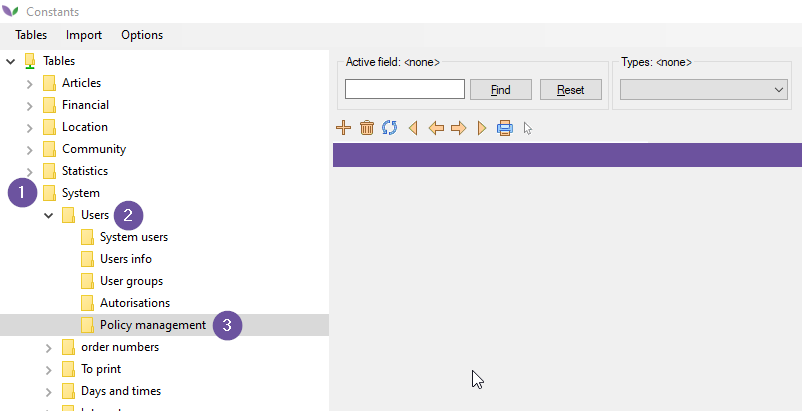 Constants
Tables Import Options
Tables
Articles
Financial
Location
Community
Statistics
1 System
Users 2
System users
Users info
User groups
Autorisations
Policy management 3
order numbers
To print
Days and times
Active field: <none>
Find Reset
Types: <none>